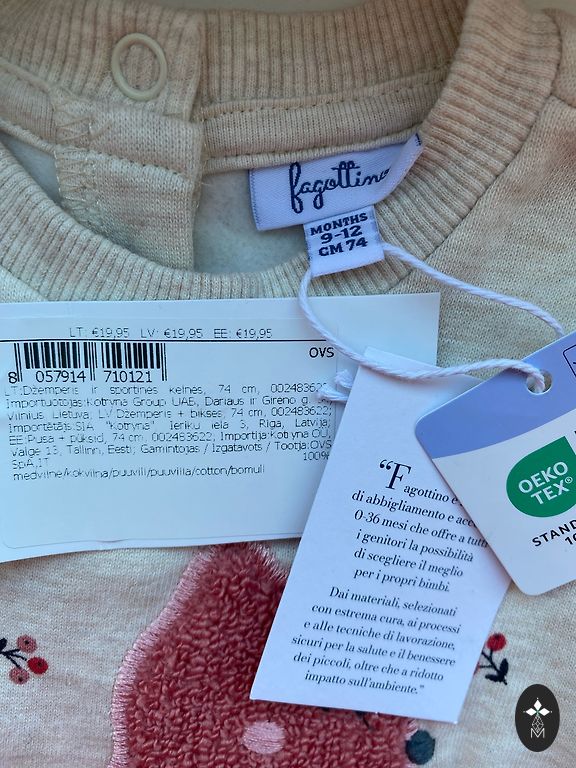 fagottino
MONTHS
9-12
CM 74
LT: €19,95 LV: €19,95 EE: €19,95
OVS
8 057914 710121
LT:Džemperis ir sportinės kelnės, 74 cm, 002483622;
Importuotojas:Kotryna Group UAB, Dariaus ir Girėno g.
Vilnius, Lietuva; LV:Džemperis + bikses; 74 cm, 002483622;
Importētājs:SIA "Kotryna" Ieriķu iela 3, Rīga, Latvija;
EE:Pusa + püksid, 74 cm, 002483622; Importija:Kotryna OÜ,
Valge 13, Tallinn, Eesti; Gamintojas / Izgatavots / Tootja:OVS
SpA,IT 100%
medvilnė/kokvilna/puuvill/puuvilla/cotton/bomull
“Fagottino è
di abbigliamento e acc
0-36 mesi che offre a tutti
i genitori la possibilità
di scegliere il meglio
per i propri bimbi.
Dai materiali, selezionati
con estrema cura, ai processi
e alle tecniche di lavorazione,
sicuri per la salute e il benessere
dei piccoli, oltre che a ridotto
impatto sull'ambiente.”
OEKO
TEX®
STAND
10